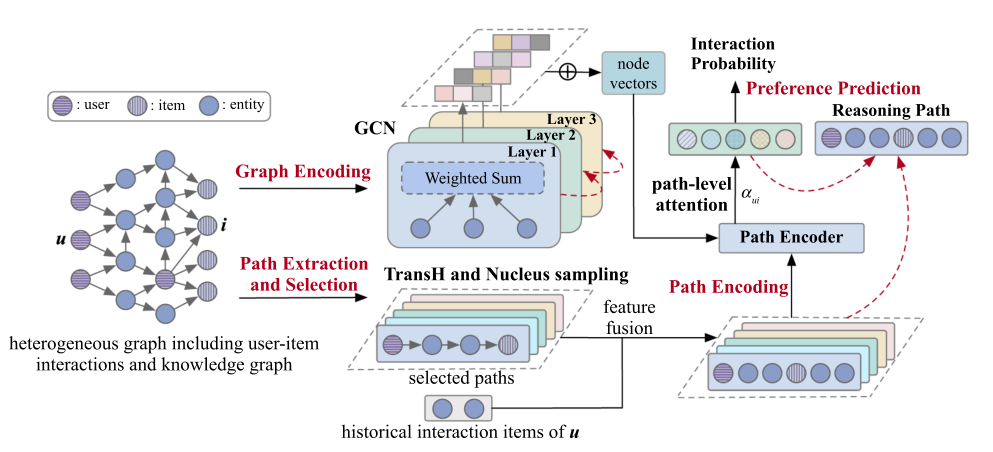 : user
: item
: entity
u
i
heterogeneous graph including user-item
interactions and knowledge graph
Graph Encoding
Path Extraction
and Selection
GCN
Layer 3
Layer 2
Layer 1
Weighted Sum
node
vectors
TransH and Nucleus sampling
selected paths
historical interaction items of u
feature
fusion
Interaction
Probability
Preference Prediction
Reasoning Path
path-level
attention
αui
Path Encoder
Path Encoding